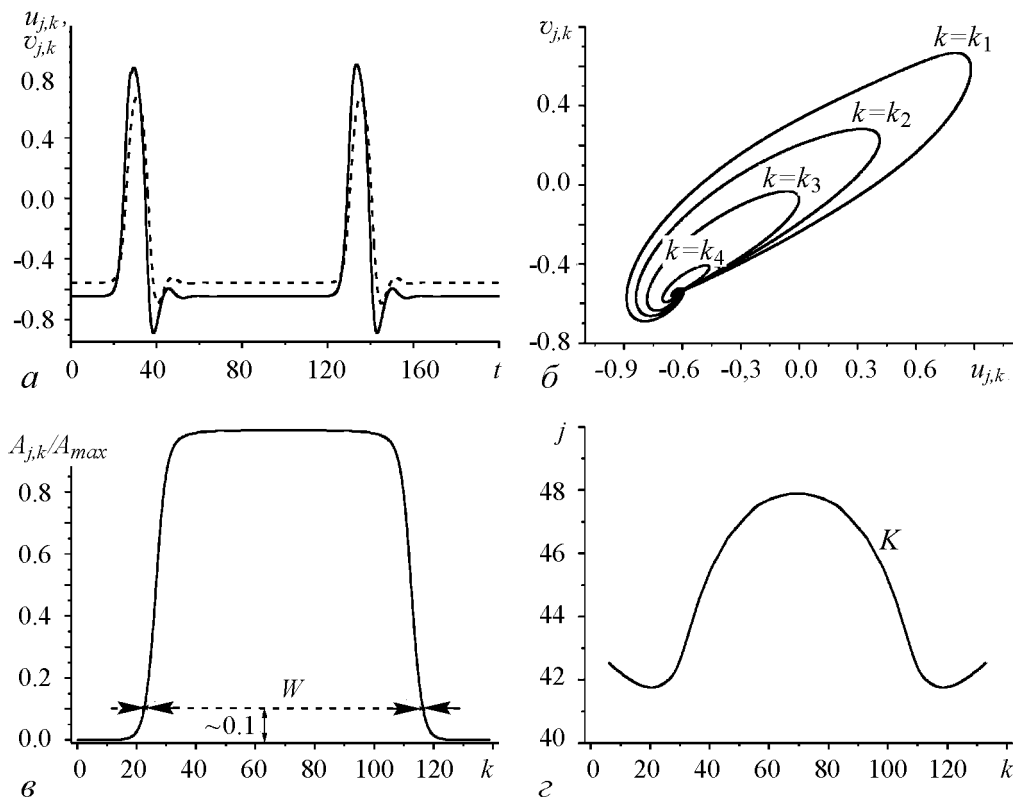 u_{j,k},
v_{j,k}
0.8
0.4
0.0
-0.4
-0.8
0 40 80 120 160 t
а
v_{j,k}
0.4
0.0
-0.4
-0.8
k=k_1
k=k_2
k=k_3
k=k_4
-0.9 -0.6 -0,3 0.0 0.3 0.6 u_{j,k}
б
A_{j,k}/A_{max}
0.8
0.6
0.4
0.2
0.0
W
~0.1
0 20 40 60 80 100 120 k
в
j
48
46
44
42
40
K
0 20 40 60 80 100 120 k
г